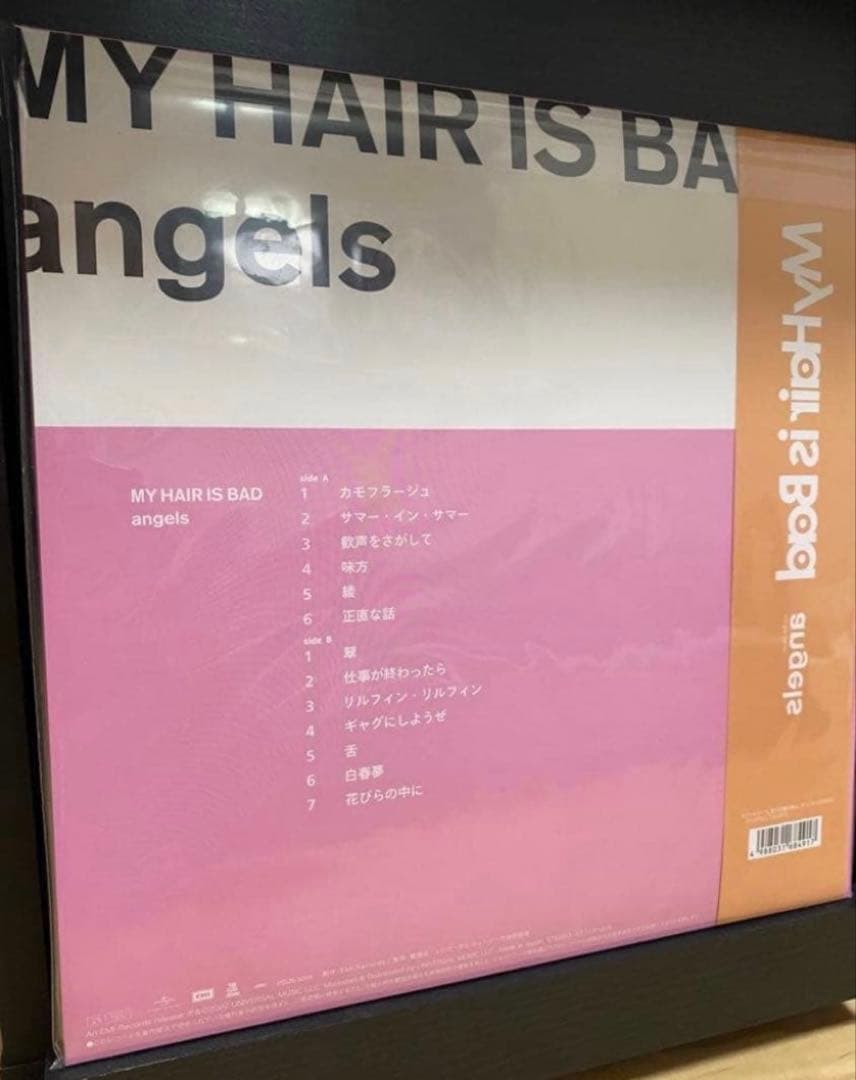 MY HAIR IS BA
angels
My Hair is Bad
angels
MY HAIR IS BAD
angels
side A
1 カモフラージュ
2 サマー・イン・サマー
3 歓声をさがして
4 味方
5 綾
6 正直な話
side B
1 翠
2 仕事が終わったら
3 リルフィン・リルフィン
4 ギャグにしようぜ
5 舌
6 白春夢
7 花びらの中に
EMI